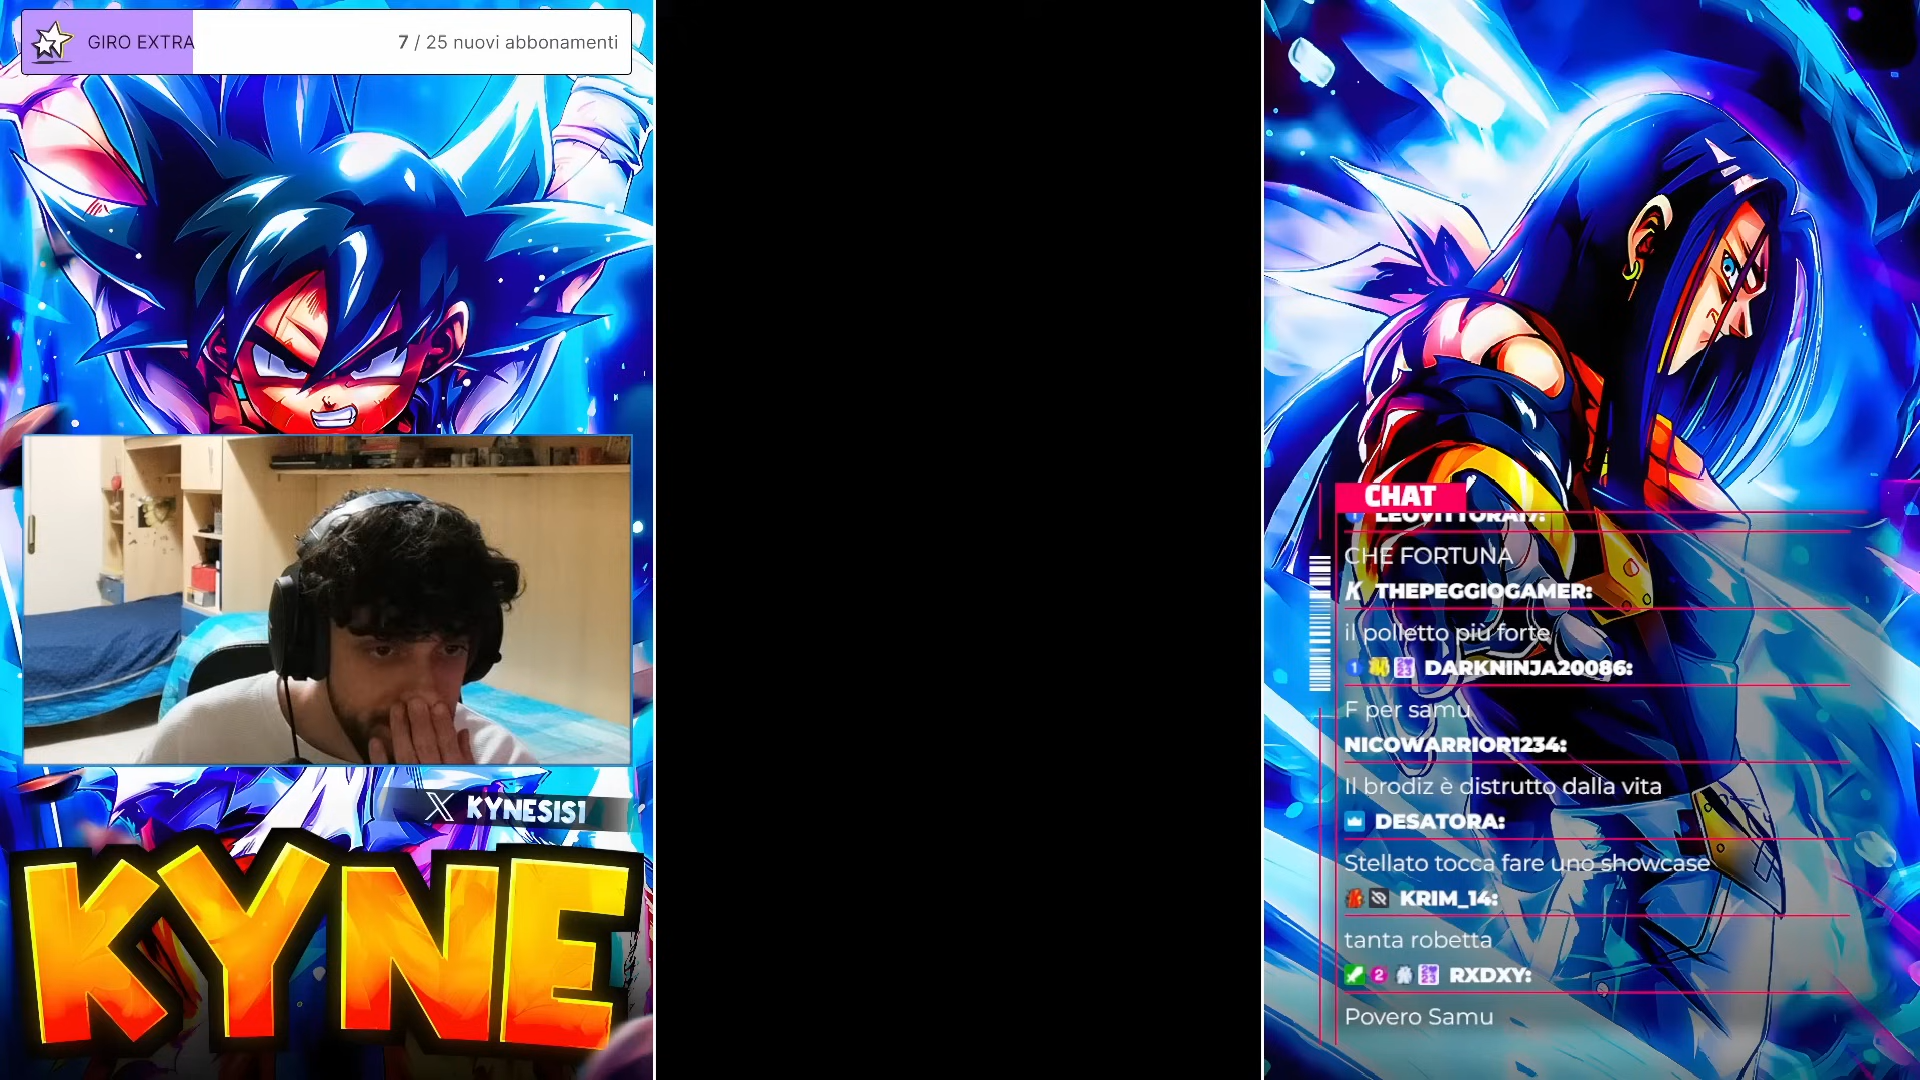 GIRO EXTRA
7 / 25 nuovi abbonamenti
KYNESIS1
KYNE
CHAT
LEOVITTORA17:
CHE FORTUNA
THEPEGGIOGAMER:
il polletto più forte
DARKNINJA20086:
F per samu
NICOWARRIOR1234:
Il brodiz è distrutto dalla vita
DESATORA:
Stellato tocca fare uno showcase
KRIM_14:
tanta robetta
RXDXY:
Povero Samu